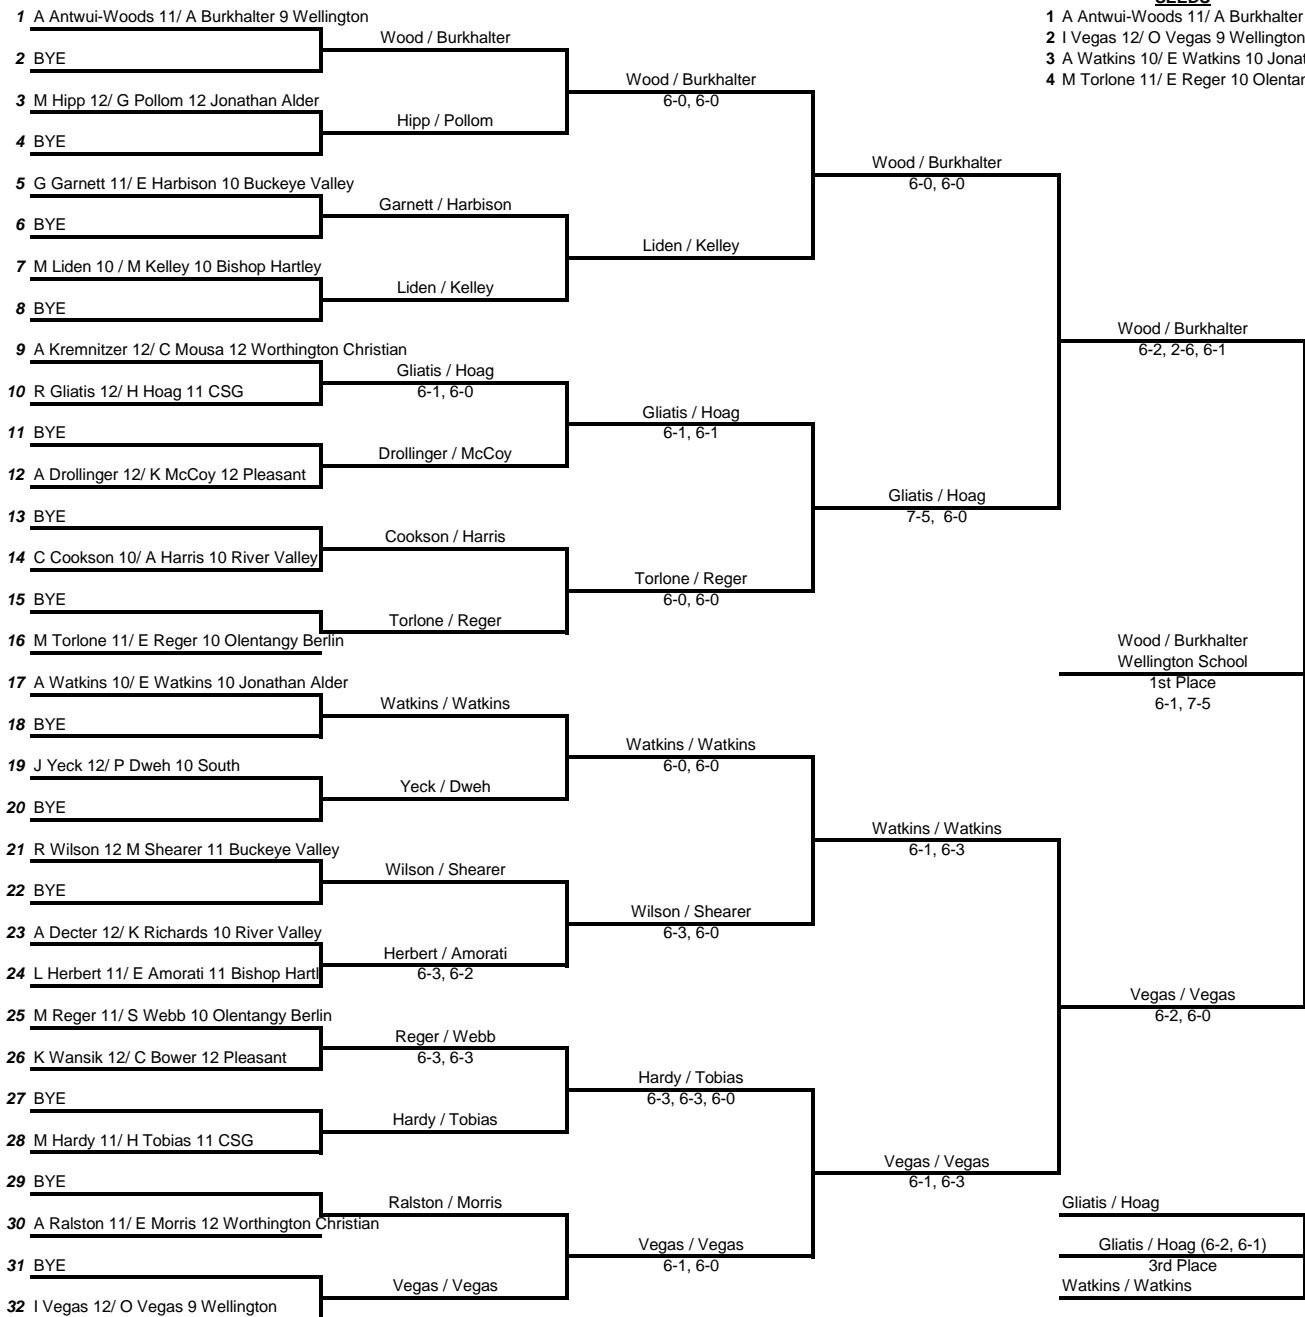 SEEDS
1 A Antwui-Woods 11/ A Burkhalter
2 I Vegas 12/ O Vegas 9 Wellington
3 A Watkins 10/ E Watkins 10 Jonat
4 M Torlone 11/ E Reger 10 Olentan
1 A Antwui-Woods 11/ A Burkhalter 9 Wellington
2 BYE
3 M Hipp 12/ G Pollom 12 Jonathan Alder
4 BYE
5 G Garnett 11/ E Harbison 10 Buckeye Valley
6 BYE
7 M Liden 10 / M Kelley 10 Bishop Hartley
8 BYE
9 A Kremnitzer 12/ C Mousa 12 Worthington Christian
10 R Gliatis 12/ H Hoag 11 CSG
11 BYE
12 A Drollinger 12/ K McCoy 12 Pleasant
13 BYE
14 C Cookson 10/ A Harris 10 River Valley
15 BYE
16 M Torlone 11/ E Reger 10 Olentangy Berlin
17 A Watkins 10/ E Watkins 10 Jonathan Alder
18 BYE
19 J Yeck 12/ P Dweh 10 South
20 BYE
21 R Wilson 12 M Shearer 11 Buckeye Valley
22 BYE
23 A Decter 12/ K Richards 10 River Valley
24 L Herbert 11/ E Amorati 11 Bishop Hartl
25 M Reger 11/ S Webb 10 Olentangy Berlin
26 K Wansik 12/ C Bower 12 Pleasant
27 BYE
28 M Hardy 11/ H Tobias 11 CSG
29 BYE
30 A Ralston 11/ E Morris 12 Worthington Christian
31 BYE
32 I Vegas 12/ O Vegas 9 Wellington
Wood / Burkhalter
Hipp / Pollom
Garnett / Harbison
Liden / Kelley
Gliatis / Hoag
6-1, 6-0
Drollinger / McCoy
Cookson / Harris
Torlone / Reger
Watkins / Watkins
Yeck / Dweh
Wilson / Shearer
Herbert / Amorati
6-3, 6-2
Reger / Webb
6-3, 6-3
Hardy / Tobias
Ralston / Morris
Vegas / Vegas
Wood / Burkhalter
6-0, 6-0
Liden / Kelley
Gliatis / Hoag
6-1, 6-1
Torlone / Reger
6-0, 6-0
Watkins / Watkins
6-0, 6-0
Wilson / Shearer
6-3, 6-0
Hardy / Tobias
6-3, 6-3, 6-0
Vegas / Vegas
6-1, 6-0
Wood / Burkhalter
6-0, 6-0
Gliatis / Hoag
7-5, 6-0
Watkins / Watkins
6-1, 6-3
Vegas / Vegas
6-1, 6-3
Wood / Burkhalter
6-2, 2-6, 6-1
Vegas / Vegas
6-2, 6-0
Wood / Burkhalter
Wellington School
1st Place
6-1, 7-5
Gliatis / Hoag
Gliatis / Hoag (6-2, 6-1)
3rd Place
Watkins / Watkins